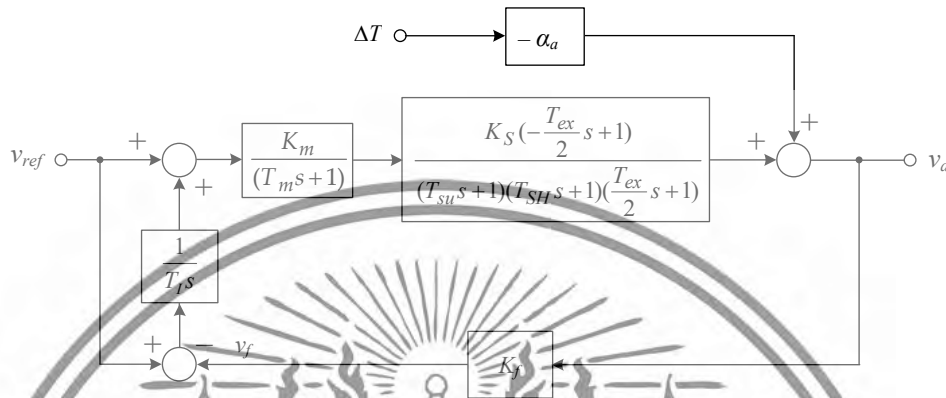 ΔT
− α_a
+
v_ref
+
+
K_m
(T_m s+1)
K_S(−T_ex/2 s+1)
(T_su s+1)(T_SH s+1)(T_ex/2 s+1)
+
v_a
+
1
T_I s
+
−
v_f
K_f